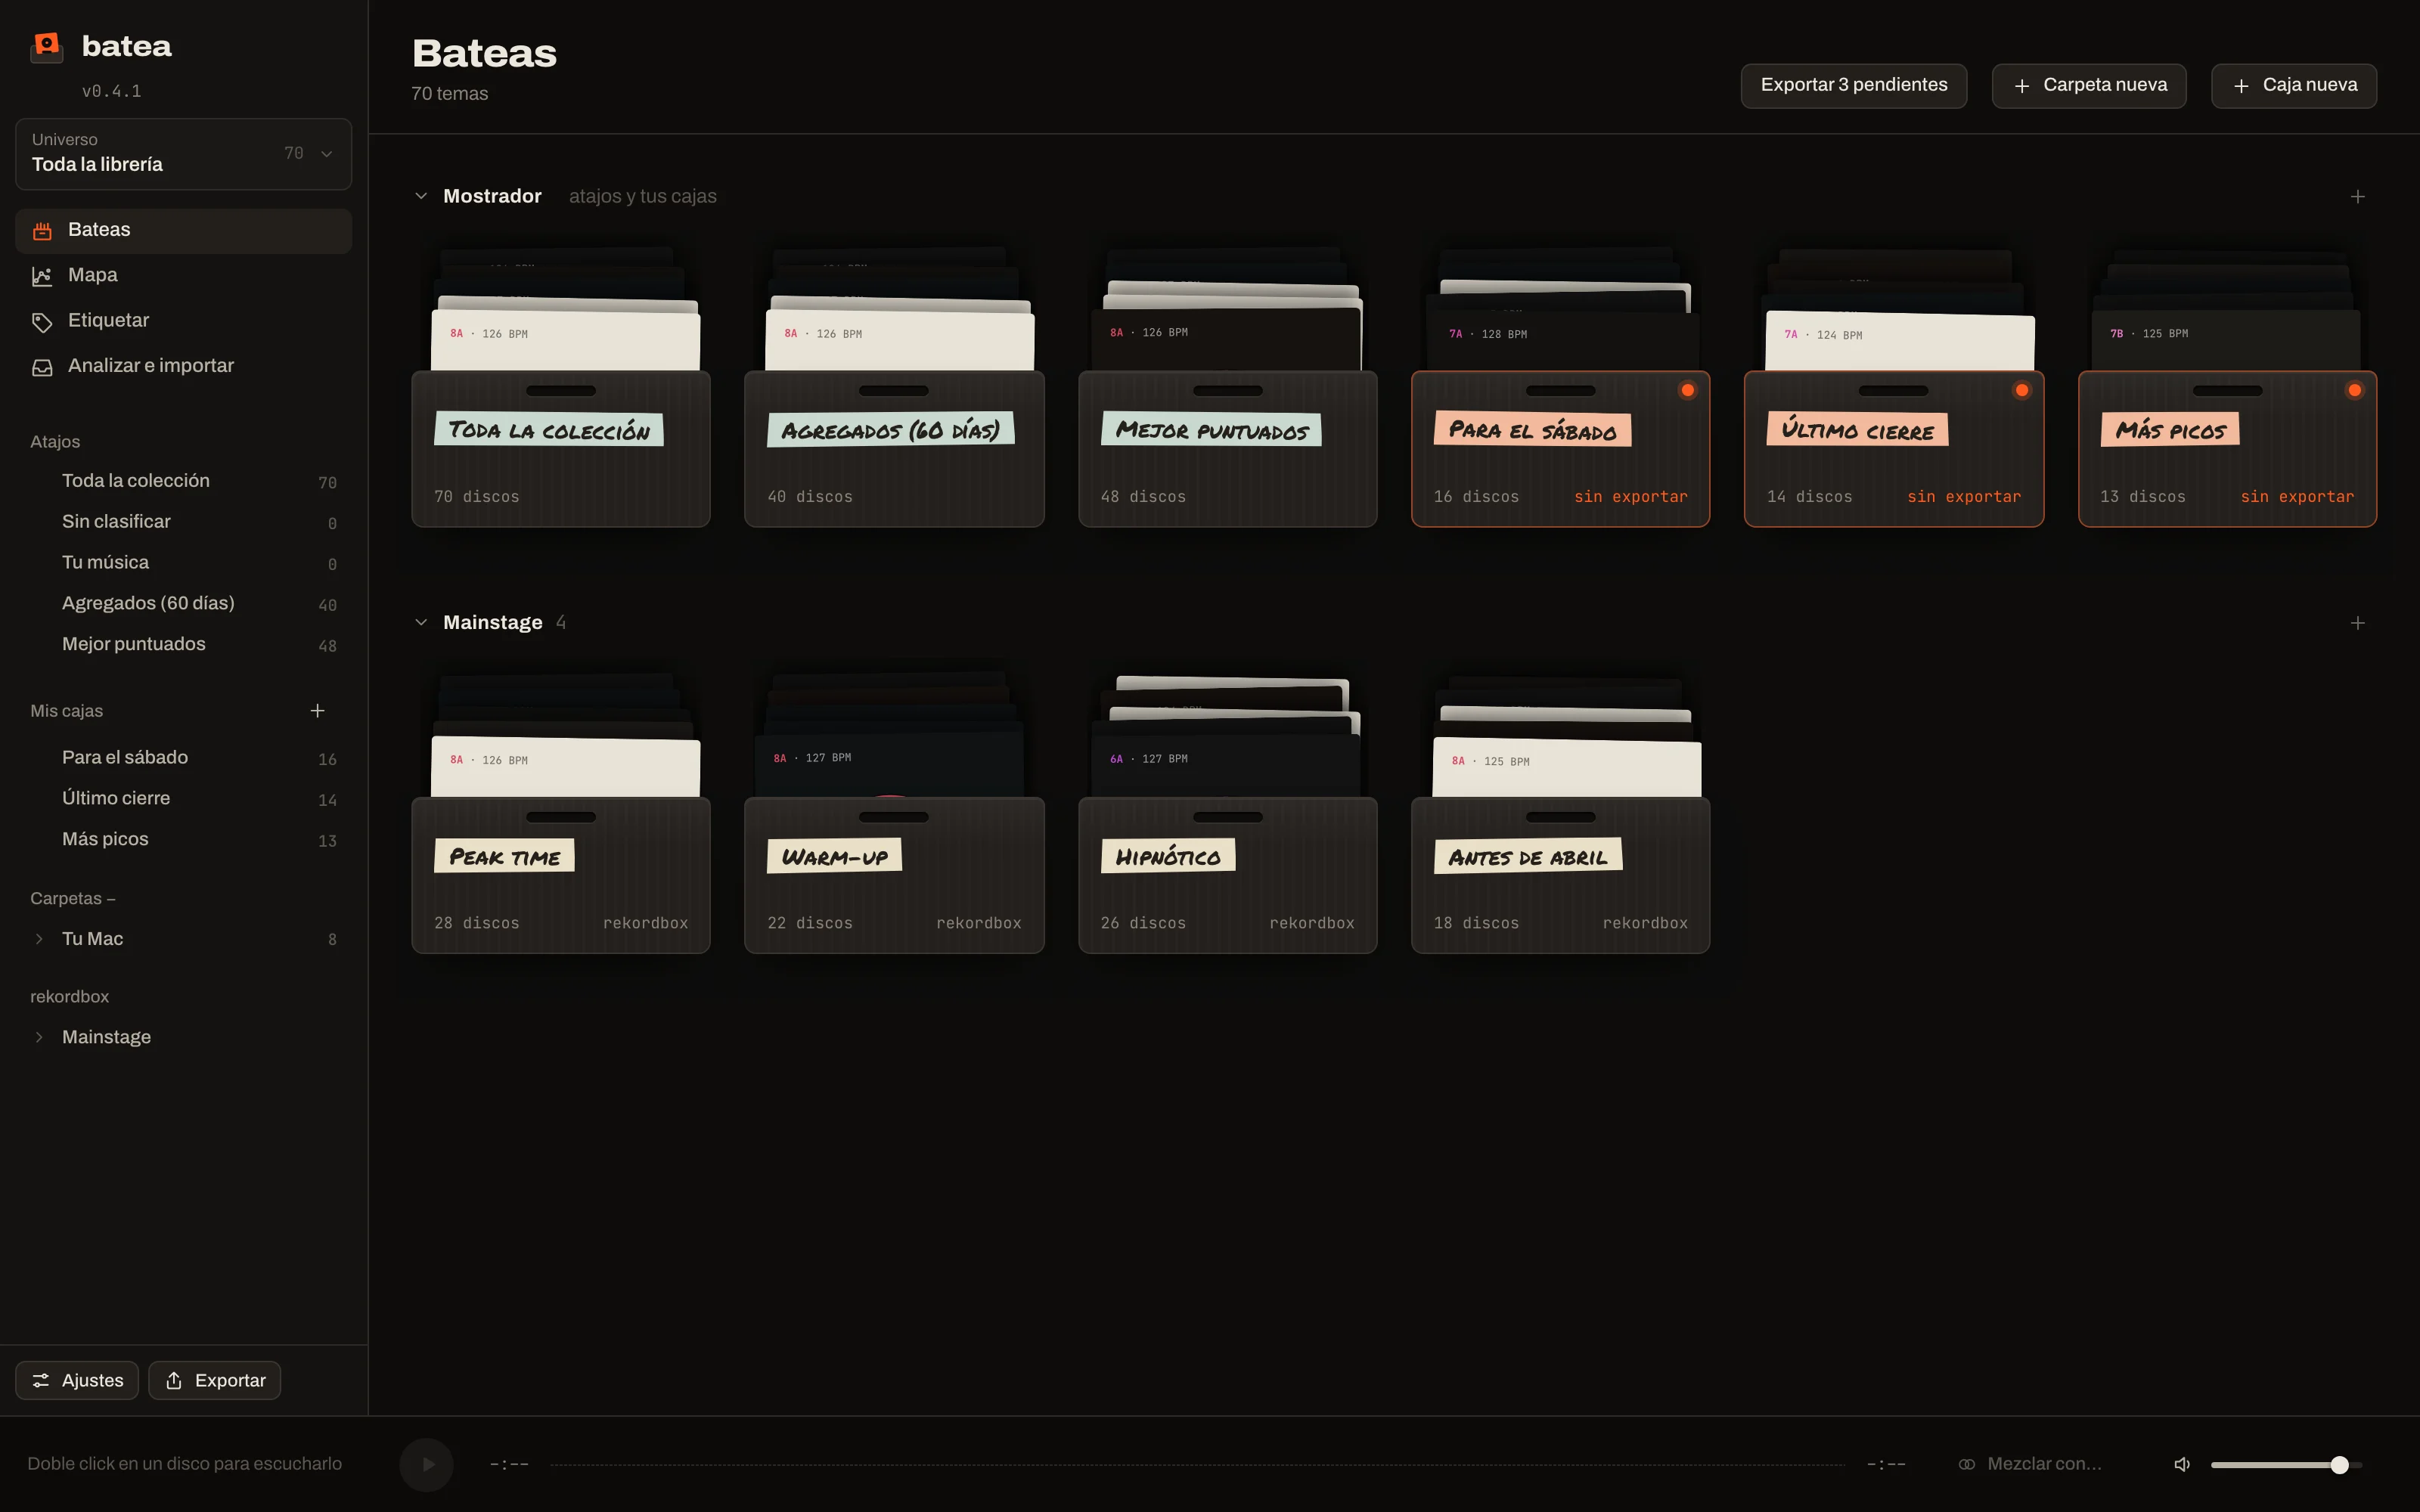 batea
v0.4.1
Universo
Toda la librería
70
Bateas
Mapa
Etiquetar
Analizar e importar
Atajos
Toda la colección 70
Sin clasificar 0
Tu música 0
Agregados (60 días) 40
Mejor puntuados 48
Mis cajas
Para el sábado 16
Último cierre 14
Más picos 13
Carpetas –
Tu Mac 8
rekordbox
Mainstage
Ajustes
Exportar
Bateas
70 temas
Exportar 3 pendientes
Carpeta nueva
Caja nueva
Mostrador atajos y tus cajas
8A · 126 BPM
TODA LA COLECCIÓN
70 discos
8A · 126 BPM
AGREGADOS (60 DÍAS)
40 discos
8A · 126 BPM
MEJOR PUNTUADOS
48 discos
7A · 128 BPM
PARA EL SÁBADO
16 discos sin exportar
7A · 124 BPM
ÚLTIMO CIERRE
14 discos sin exportar
7B · 125 BPM
MÁS PICOS
13 discos sin exportar
Mainstage 4
8A · 126 BPM
PEAK TIME
28 discos rekordbox
8A · 127 BPM
WARM-UP
22 discos rekordbox
6A · 127 BPM
HIPNÓTICO
26 discos rekordbox
8A · 125 BPM
ANTES DE ABRIL
18 discos rekordbox
Doble click en un disco para escucharlo
-:--
-:--
Mezclar con...